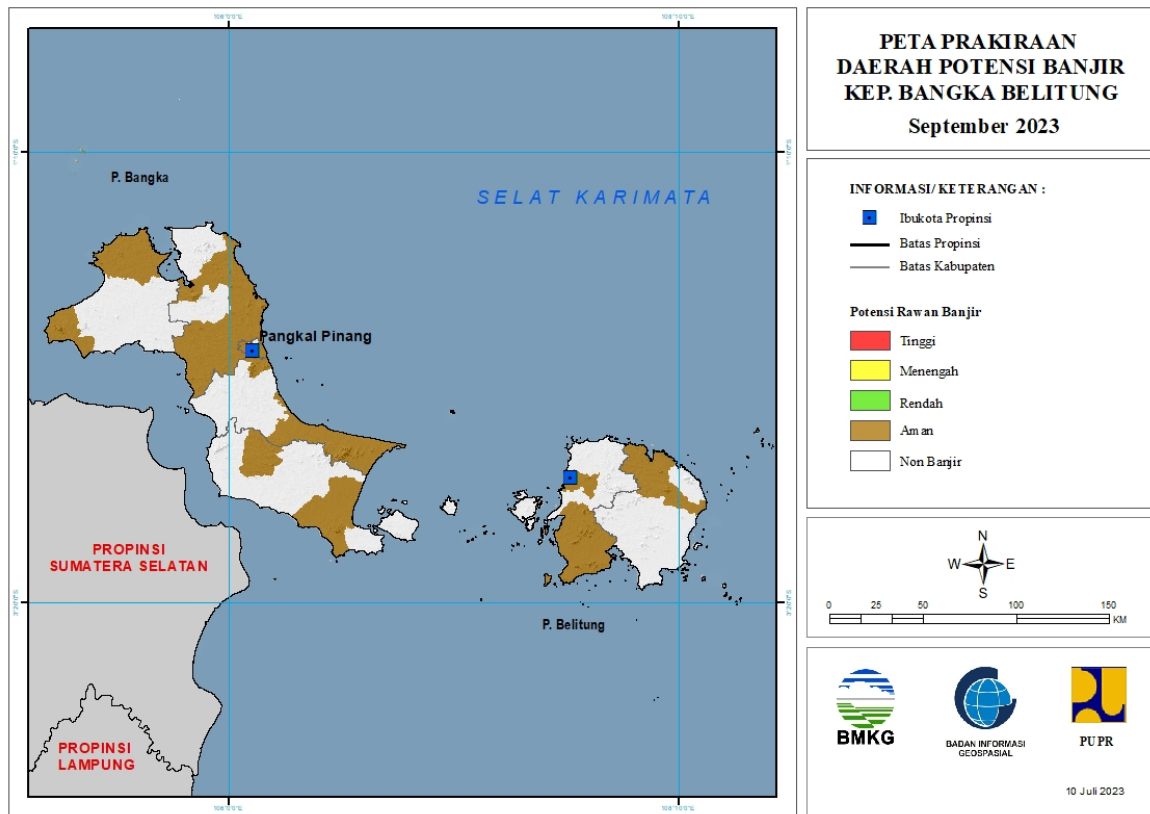 PETA PRAKIRAAN
DAERAH POTENSI BANJIR
KEP. BANGKA BELITUNG
September 2023
P. Bangka
SELAT KARIMATA
Pangkal Pinang
PROPINSI
SUMATERA SELATAN
P. Belitung
PROPINSI
LAMPUNG
INFORMASI/ KETERANGAN :
Ibukota Propinsi
Batas Propinsi
Batas Kabupaten
Potensi Rawan Banjir
Tinggi
Menengah
Rendah
Aman
Non Banjir
N
W E
S
0 25 50 100 150
KM
BMKG
BADAN INFORMASI
GEOSPASIAL
PUPR
10 Juli 2023